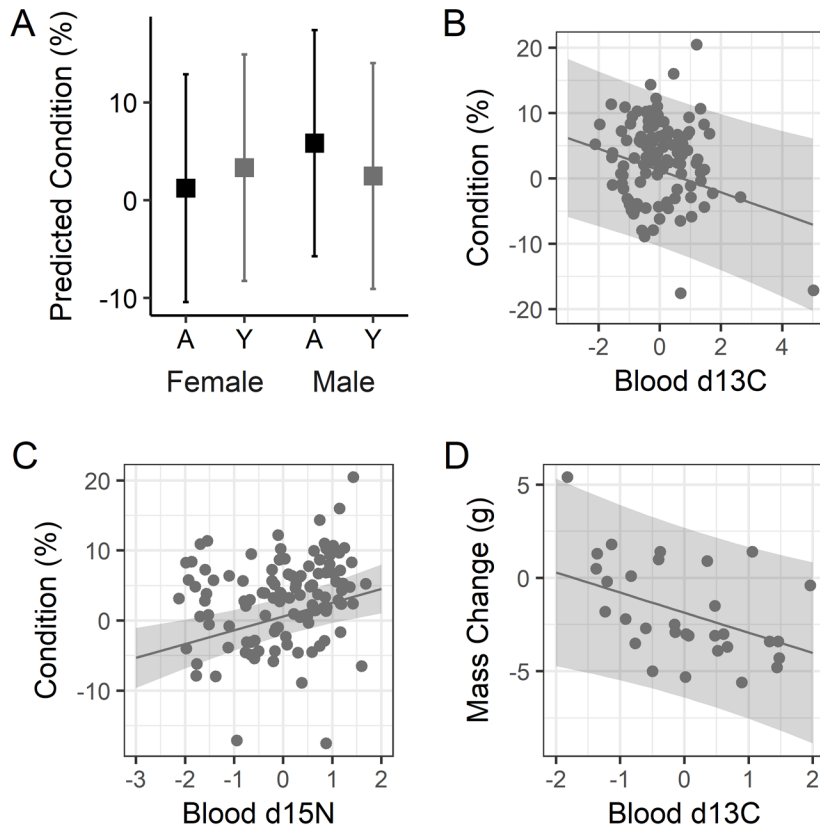 A
Predicted Condition (%)
10
0
-10
A Y A Y
Female Male
B
Condition (%)
20
10
0
-10
-20
-2 0 2 4
Blood d13C
C
Condition (%)
20
10
0
-10
-3 -2 -1 0 1 2
Blood d15N
D
Mass Change (g)
5
0
-5
-2 -1 0 1 2
Blood d13C